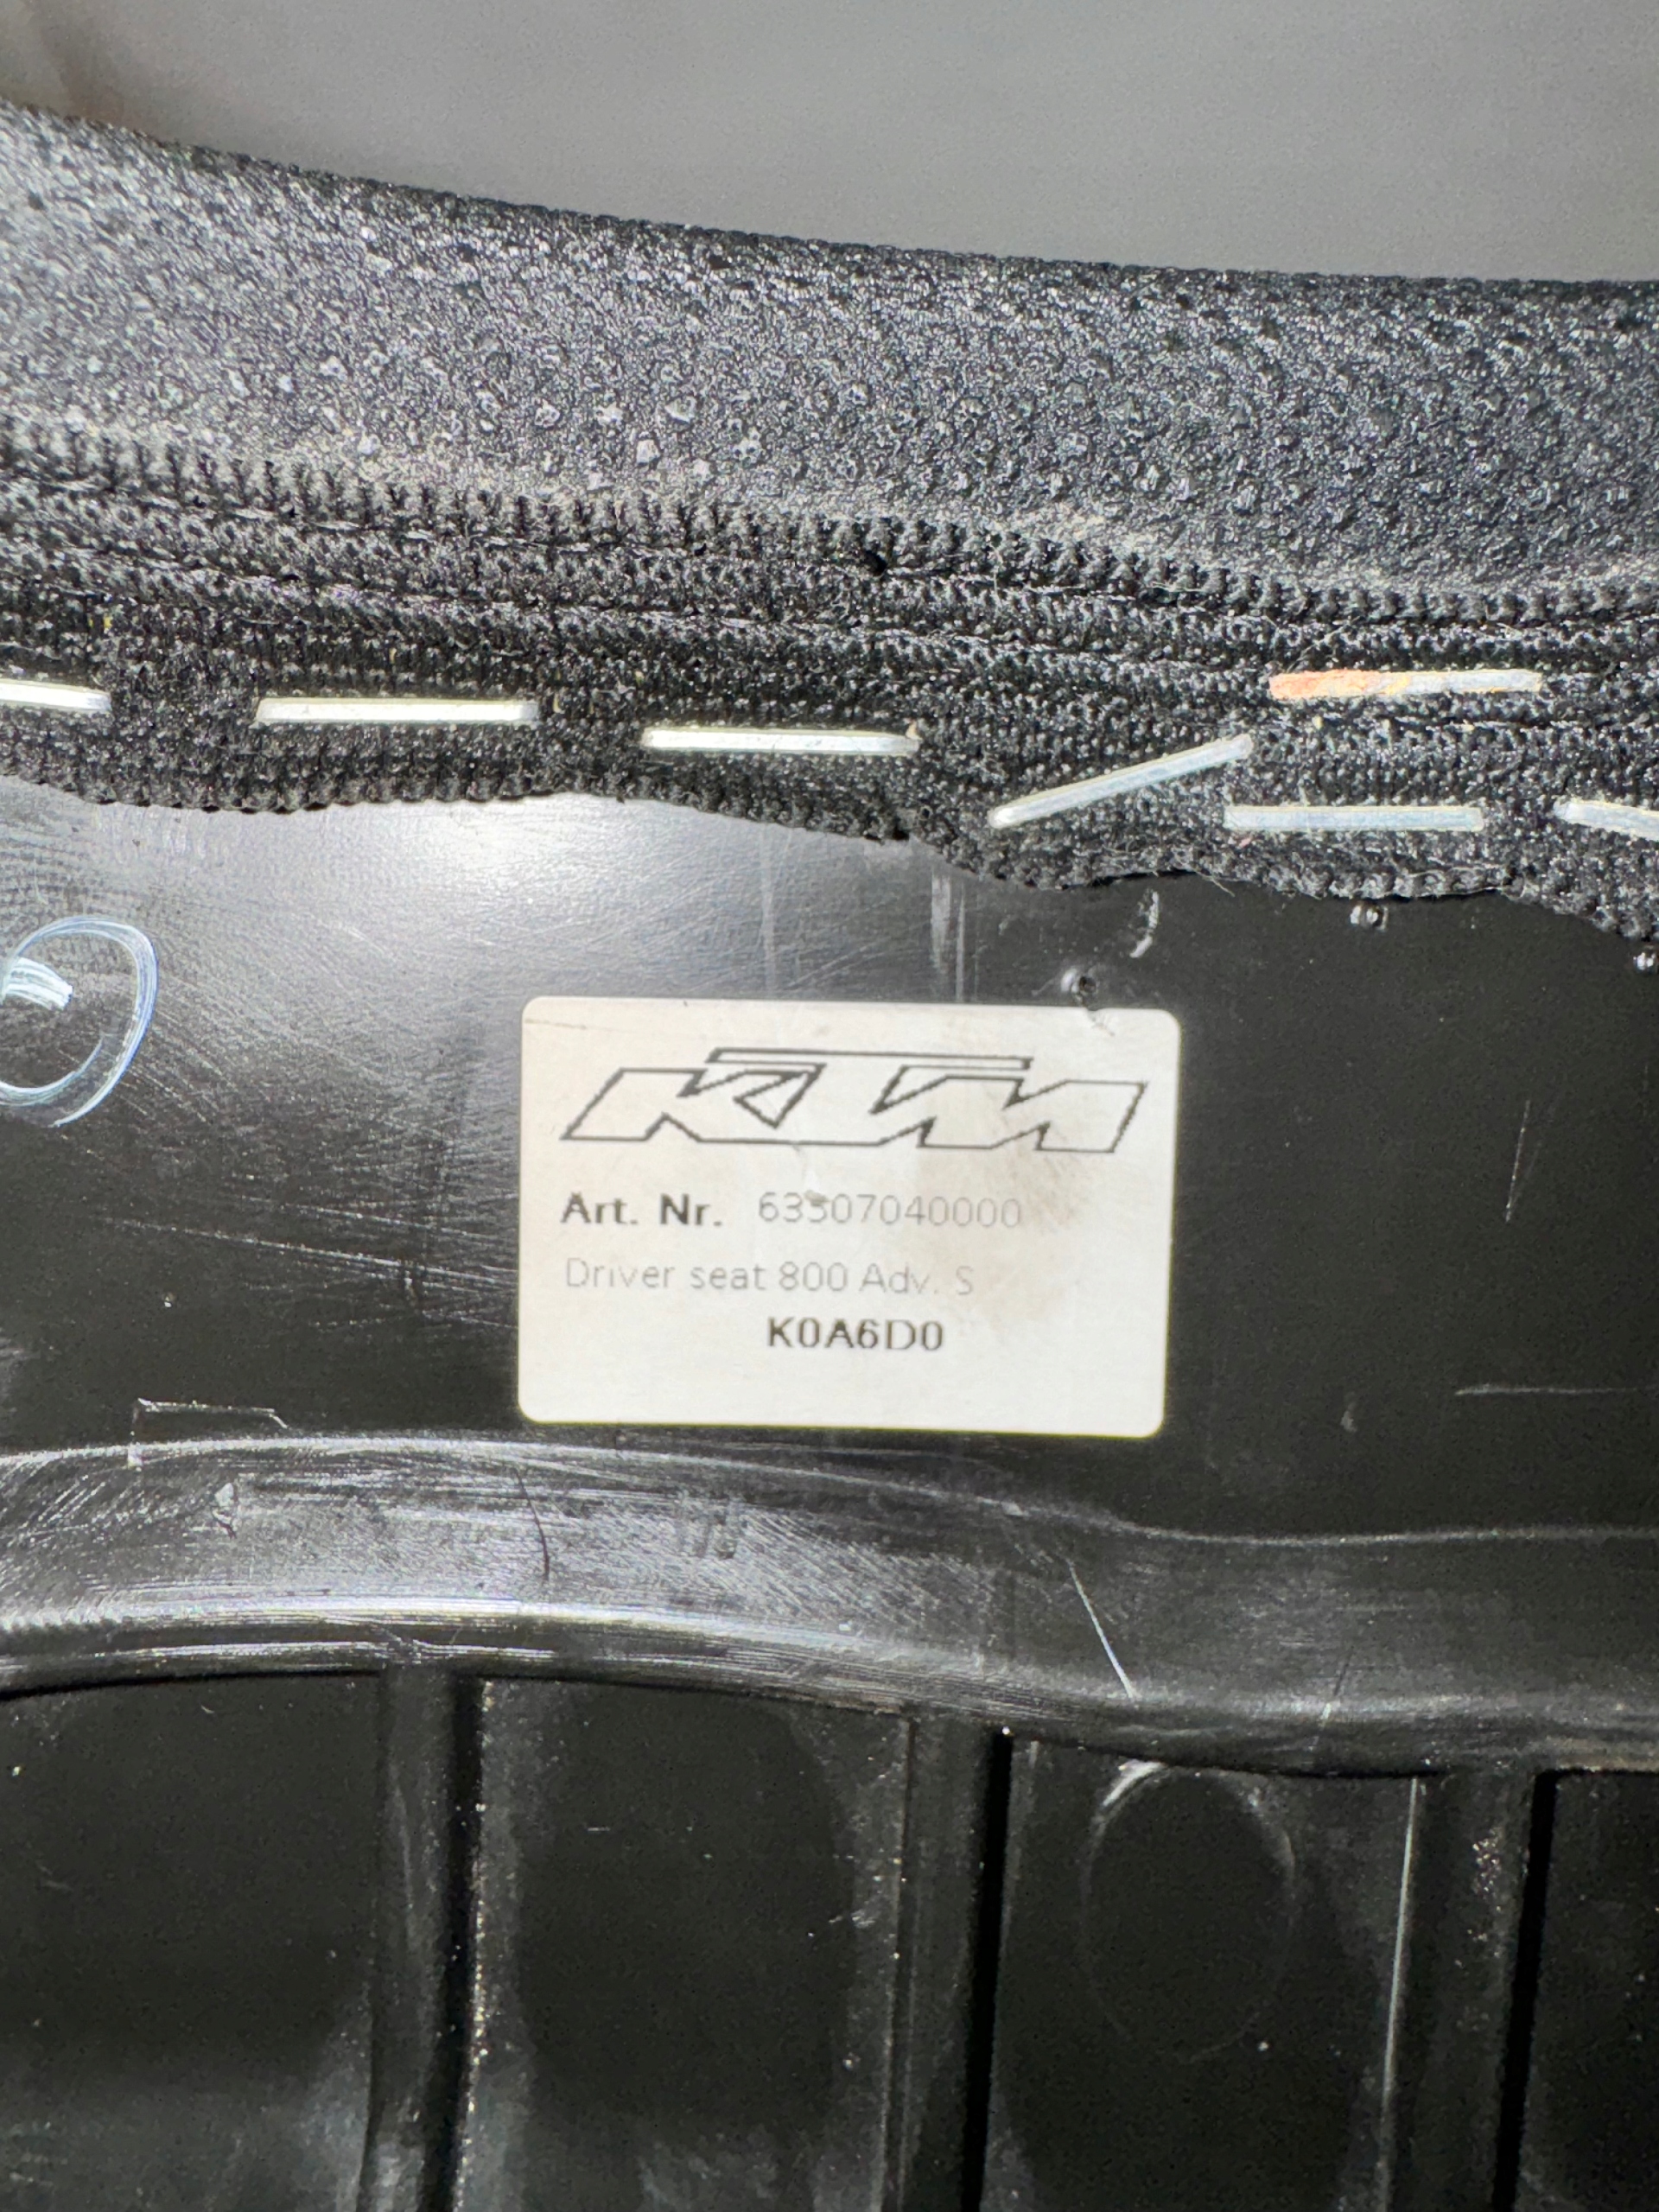 KTM
Art. Nr. 63507040000
Driver seat 800 Adv. S
K0A6D0